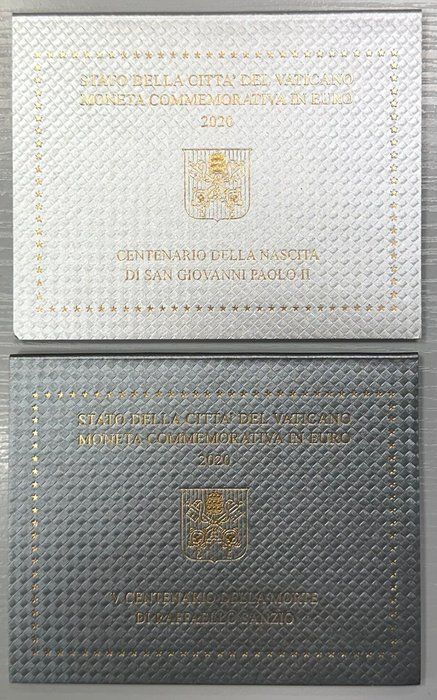 STATO DELLA CITTA' DEL VATICANO
MONETA COMMEMORATIVA IN EURO
2020
CENTENARIO DELLA NASCITA
DI SAN GIOVANNI PAOLO II
STATO DELLA CITTA' DEL VATICANO
MONETA COMMEMORATIVA IN EURO
2020
V CENTENARIO DELLA MORTE
DI RAFFAELLO SANZIO